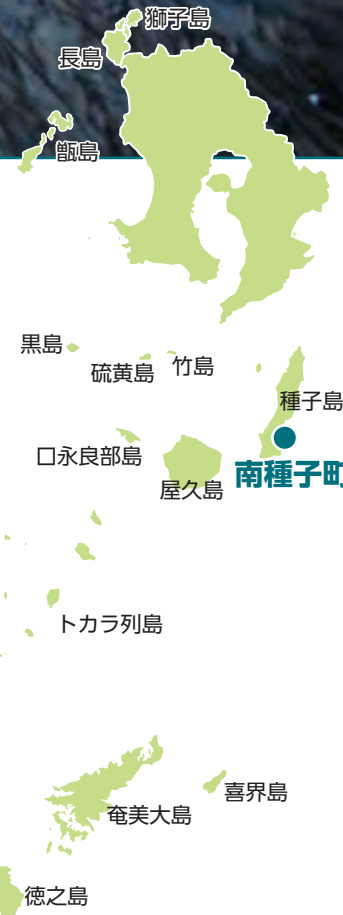 獅子島
長島
甑島
黒島
硫黄島
竹島
種子島
口永良部島
屋久島
南種子町
トカラ列島
喜界島
奄美大島
徳之島